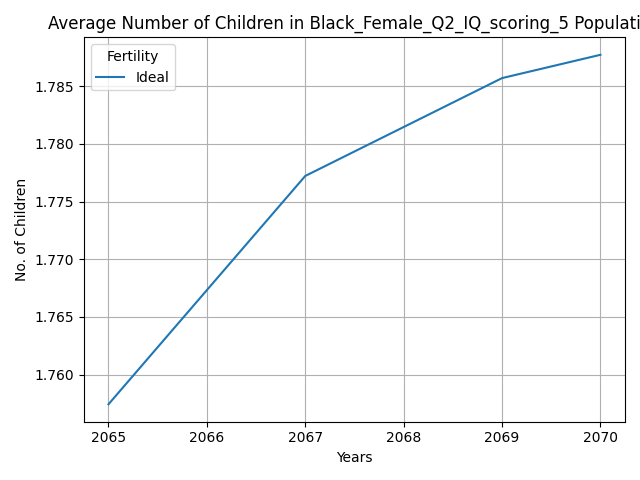 Average Number of Children in Black_Female_Q2_IQ_scoring_5 Populati
Fertility
Ideal
No. of Children
1.785
1.780
1.775
1.770
1.765
1.760
2065 2066 2067 2068 2069 2070
Years